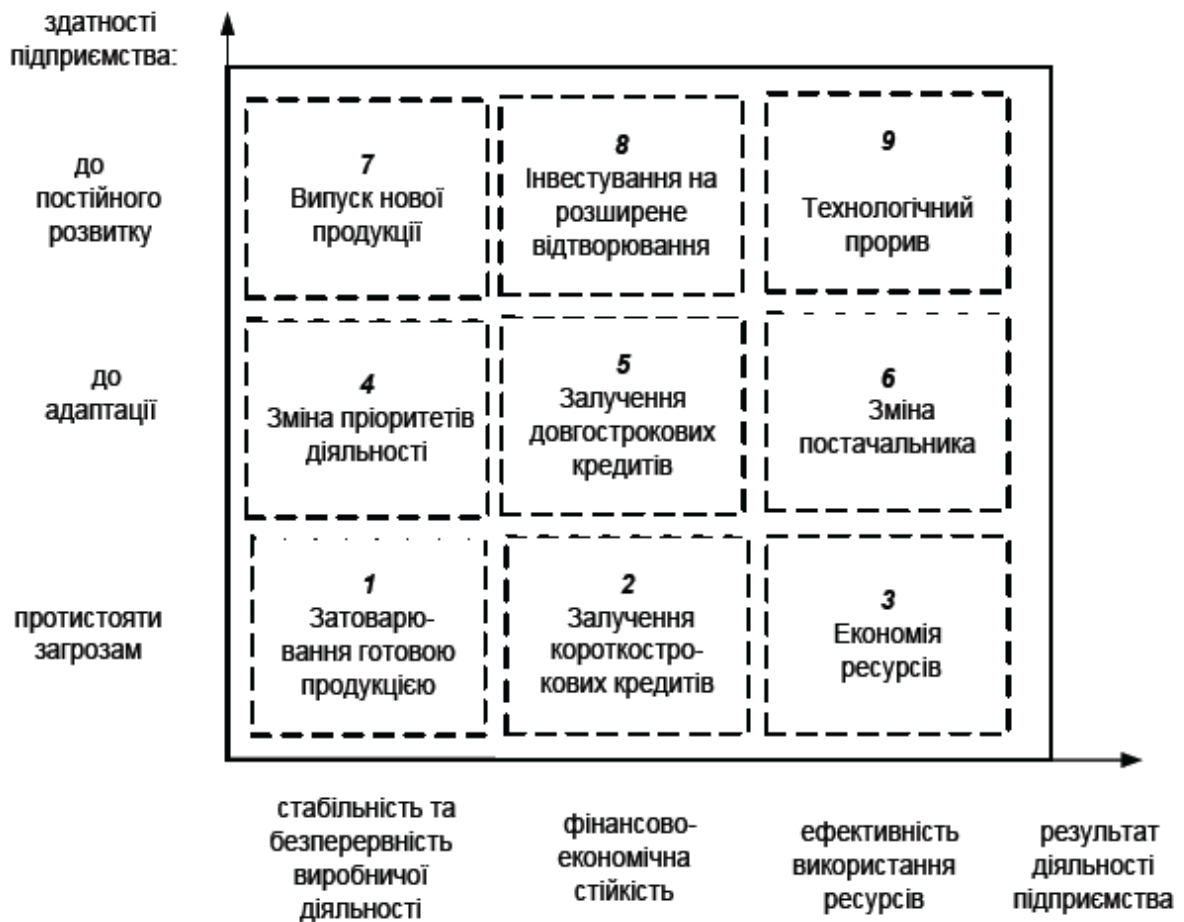 здатності
підприємства:
до
постійного
розвитку
7
Випуск нової
продукції
8
Інвестування на
розширене
відтворювання
9
Технологічний
прорив
до
адаптації
4
Зміна пріоритетів
діяльності
5
Залучення
довгострокових
кредитів
6
Зміна
постачальника
протистояти
загрозам
1
Затоварю-
вання готовою
продукцією
2
Залучення
короткостро-
кових кредитів
3
Економія
ресурсів
стабільність та
безперервність
виробничої
діяльності
фінансово-
економічна
стійкість
ефективність
використання
ресурсів
результат
діяльності
підприємства